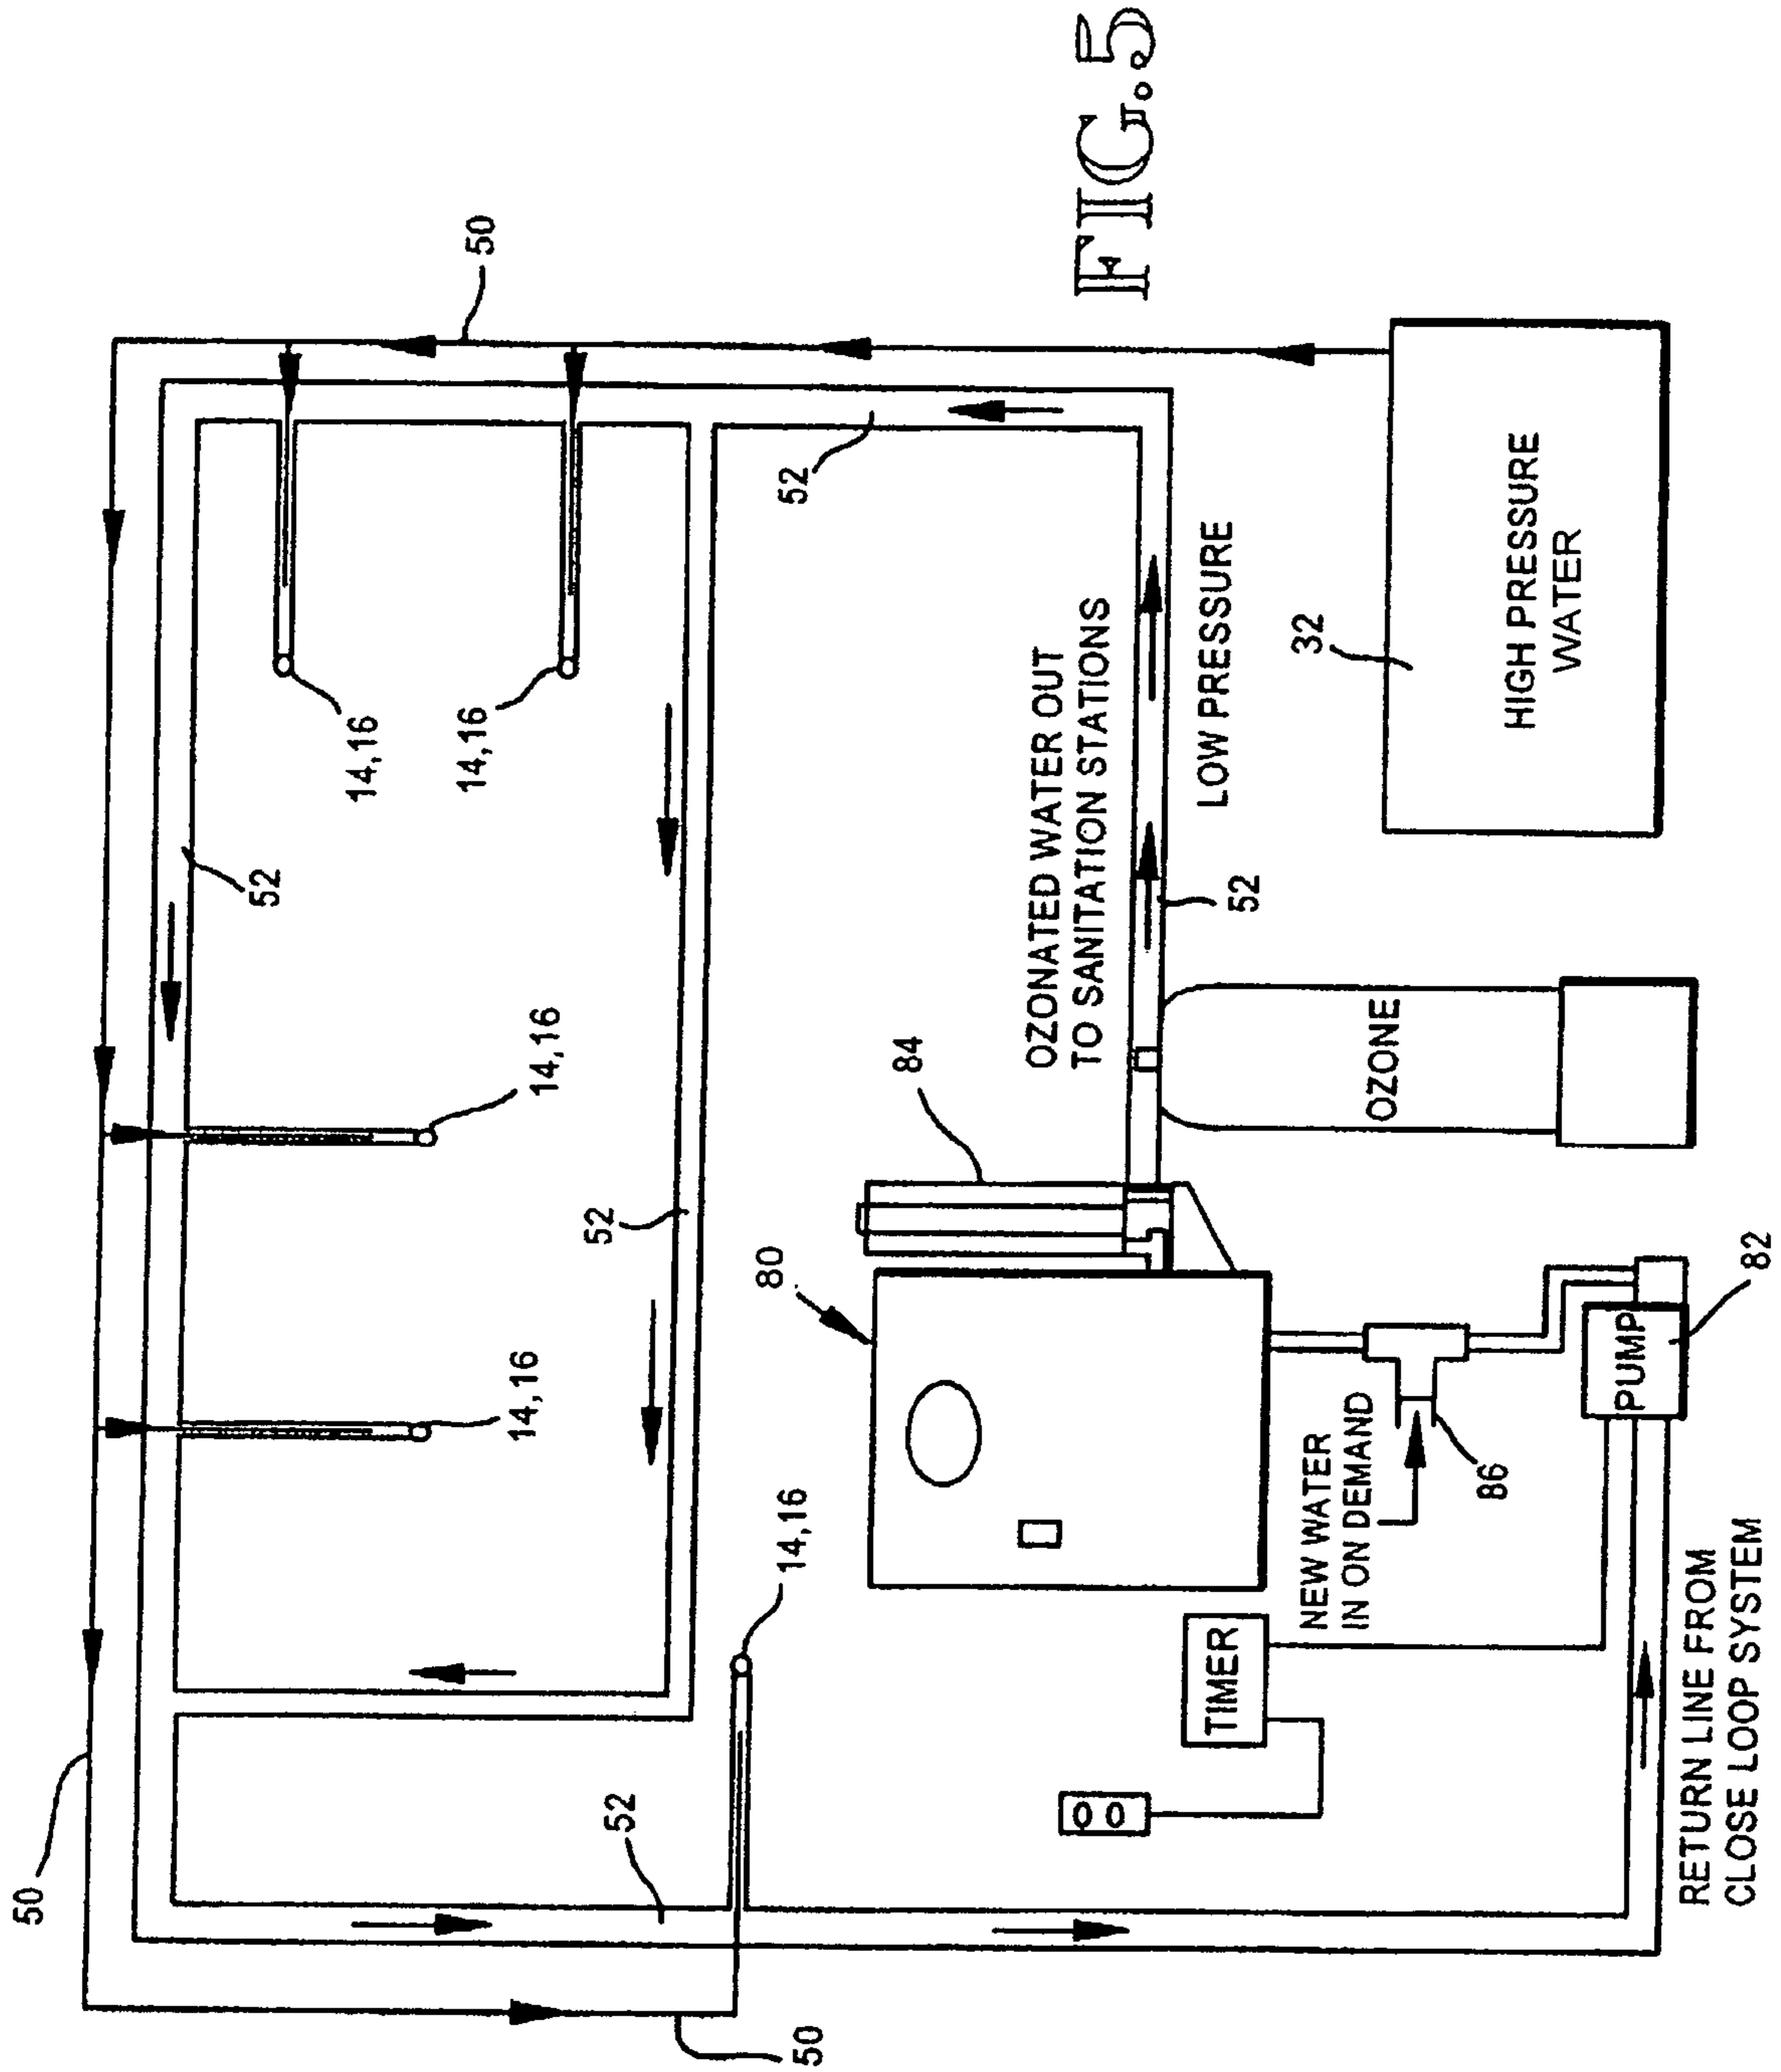 50
50
50
52
52
52
52
52
14,16
14,16
14,16
14,16
14,16
80
84
OZONATED WATER OUT
TO SANITATION STATIONS
LOW PRESSURE
32
HIGH PRESSURE
WATER
OZONE
NEW WATER
IN ON DEMAND
86
PUMP
82
TIMER
RETURN LINE FROM
CLOSE LOOP SYSTEM
FIG.5